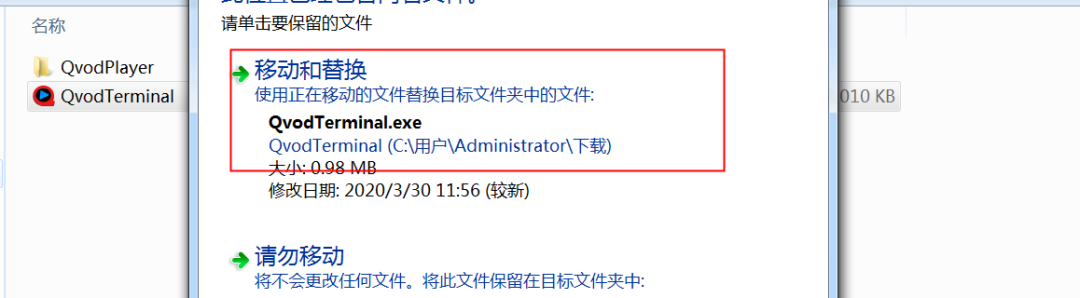 名称
请单击要保留的文件
QvodPlayer
QvodTerminal
010 KB
移动和替换
使用正在移动的文件替换目标文件夹中的文件:
QvodTerminal.exe
QvodTerminal (C:\用户\Administrator\下载)
大小: 0.98 MB
修改日期: 2020/3/30 11:56 (较新)
请勿移动
将不会更改任何文件。将此文件保留在目标文件夹中: